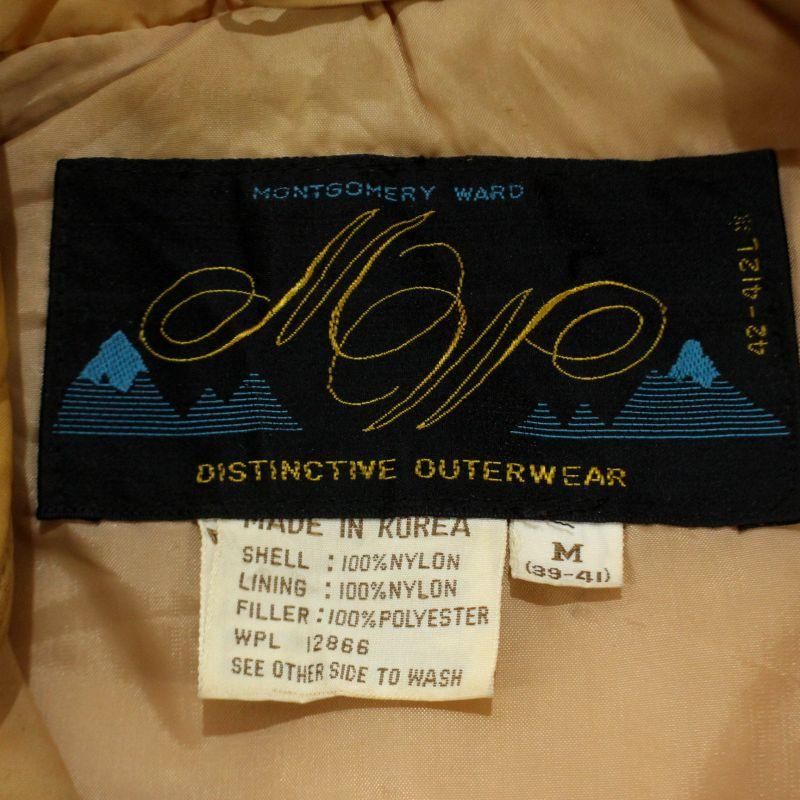 MONTGOMERY WARD
MW
42-412L
DISTINCTIVE OUTERWEAR
MADE IN KOREA
SHELL : 100%NYLON
LINING : 100%NYLON
FILLER : 100%POLYESTER
WPL 12866
SEE OTHER SIDE TO WASH
M
(39-41)